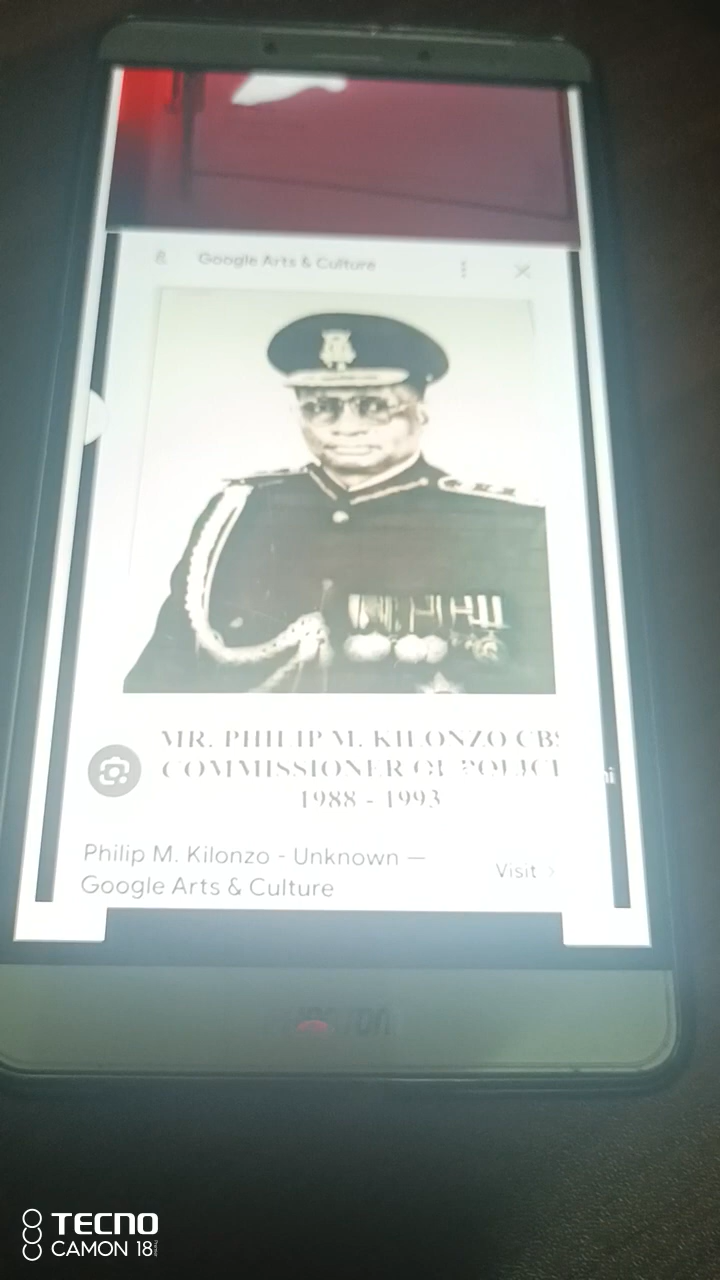 Google Arts & Culture
MR. PHILIP M. KILONZO CBS
COMMISSIONER OF POLICE
1988 - 1993
Philip M. Kilonzo - Unknown —
Google Arts & Culture
Visit >
TECNO
CAMON 18